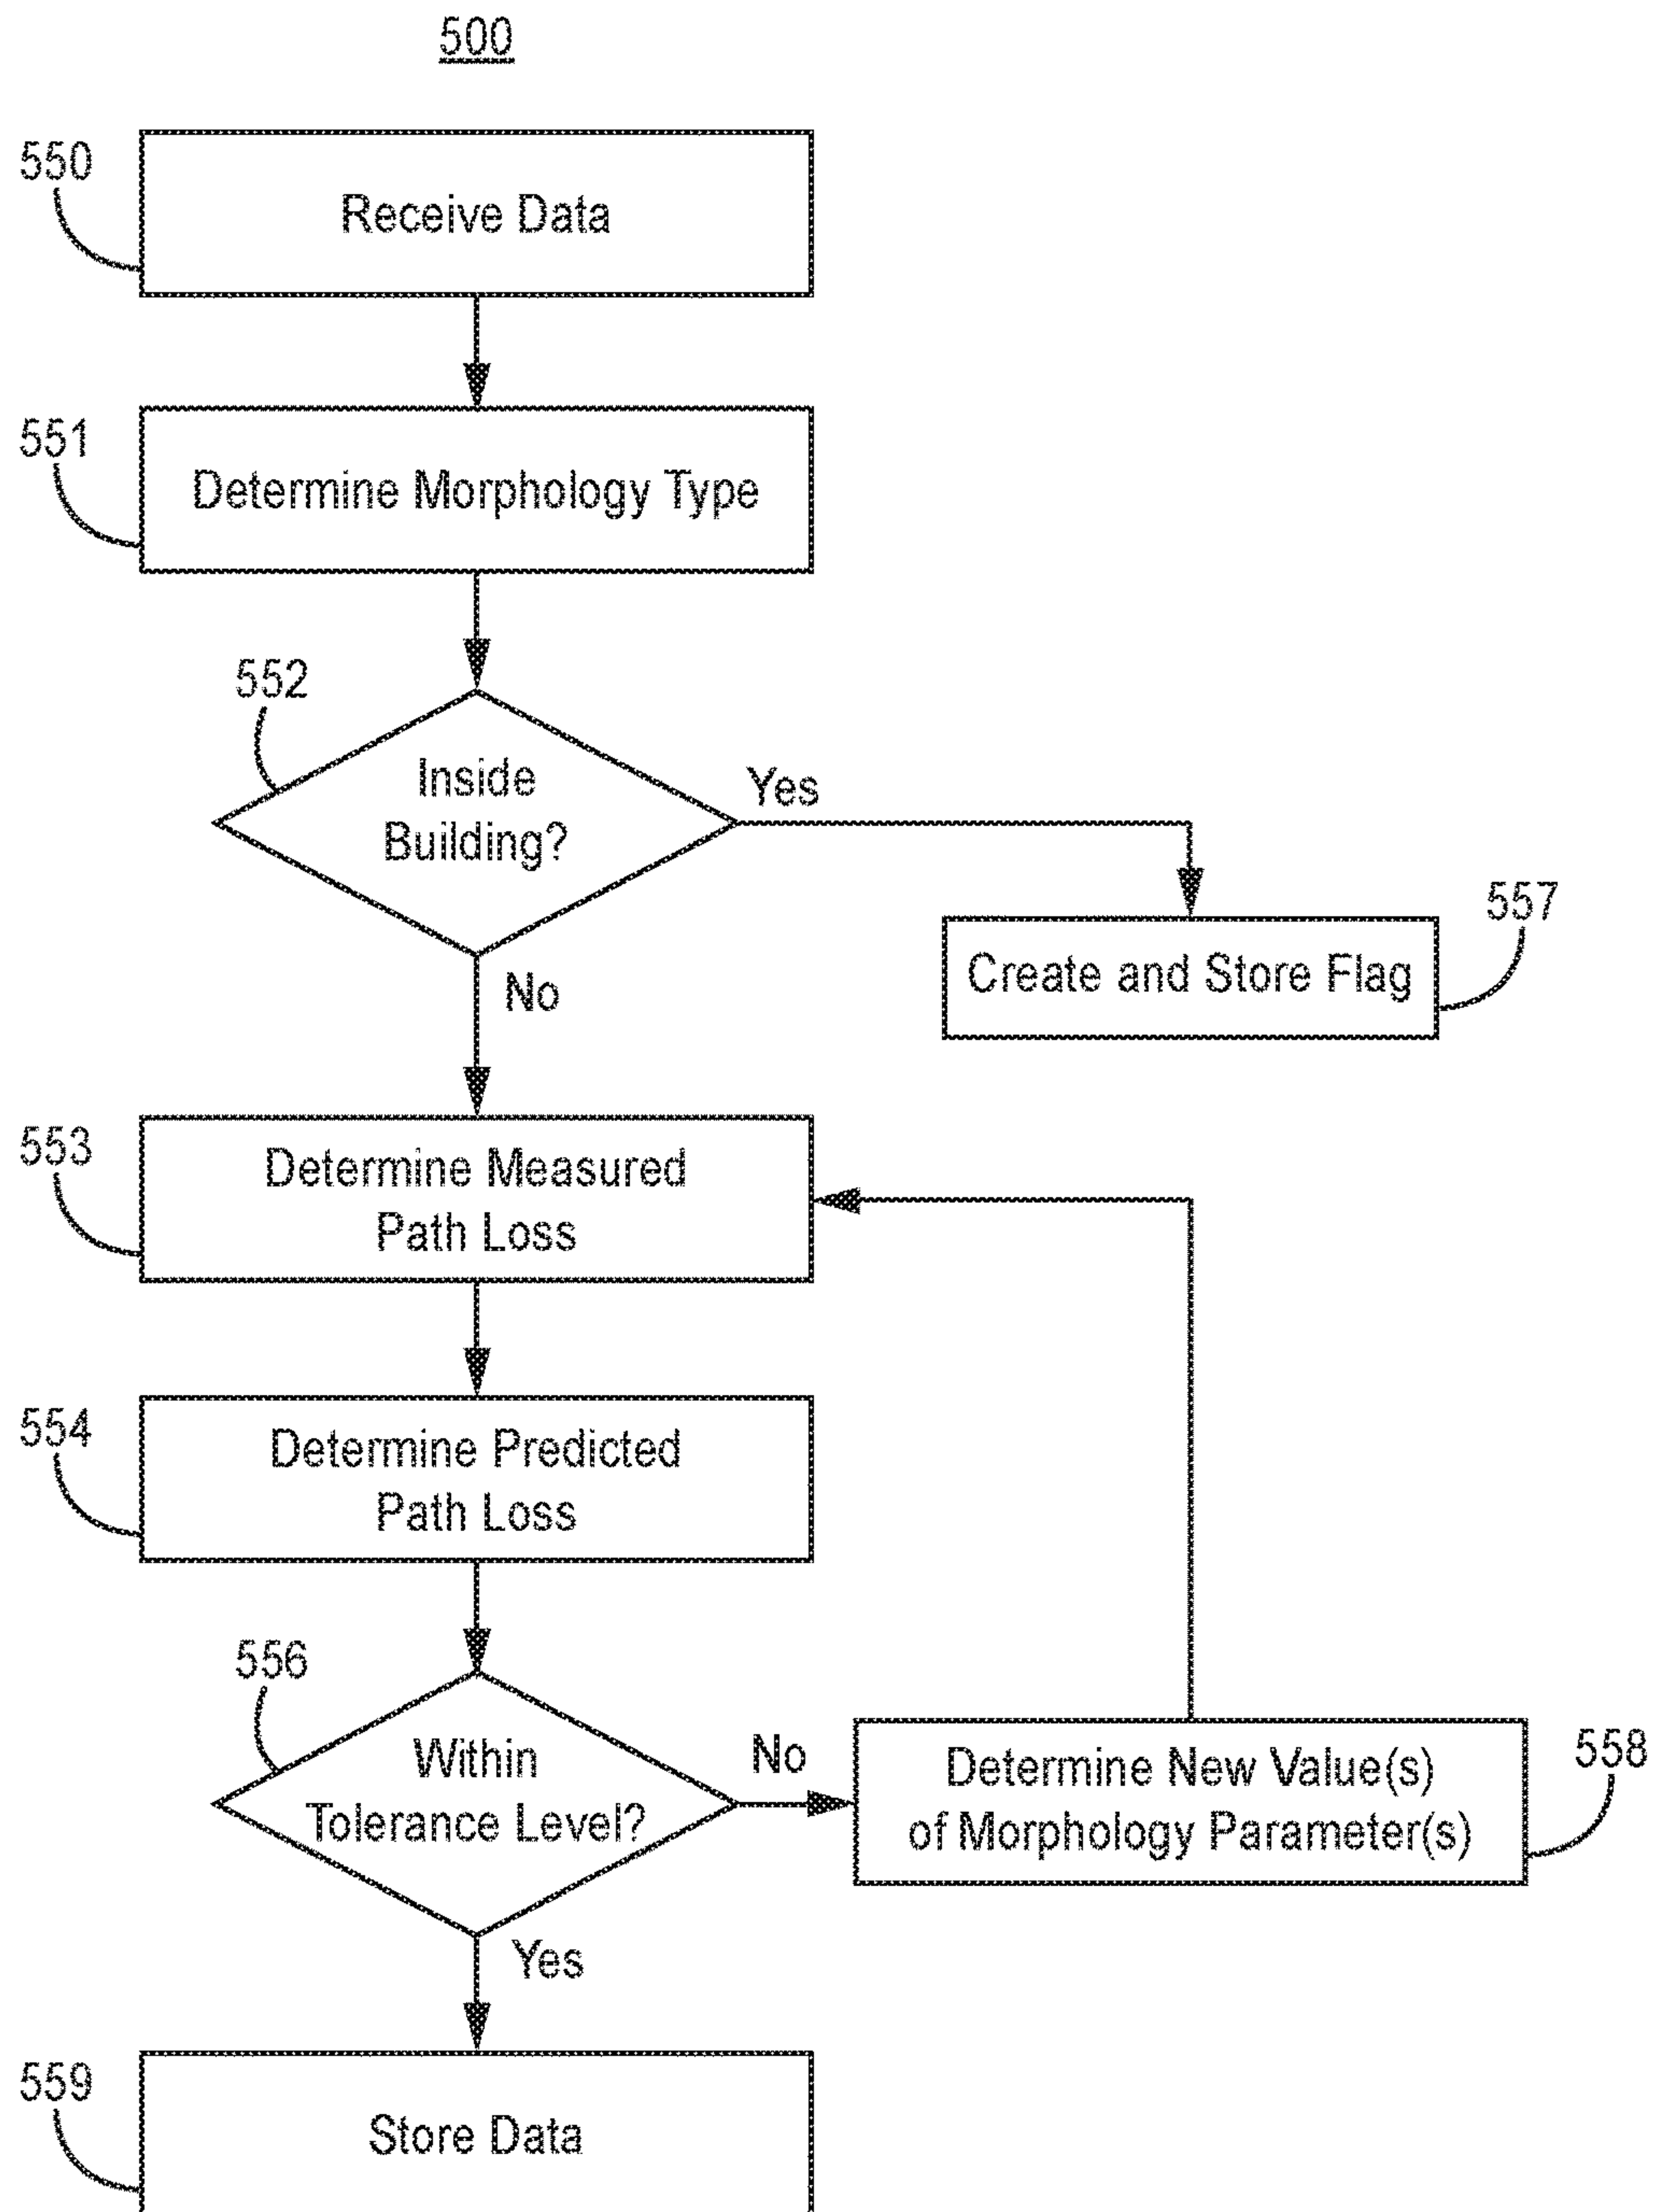 500
550
Receive Data
551
Determine Morphology Type
552
Inside
Building?
Yes
No
557
Create and Store Flag
553
Determine Measured
Path Loss
554
Determine Predicted
Path Loss
556
Within
Tolerance Level?
No
558
Determine New Value(s)
of Morphology Parameter(s)
Yes
559
Store Data